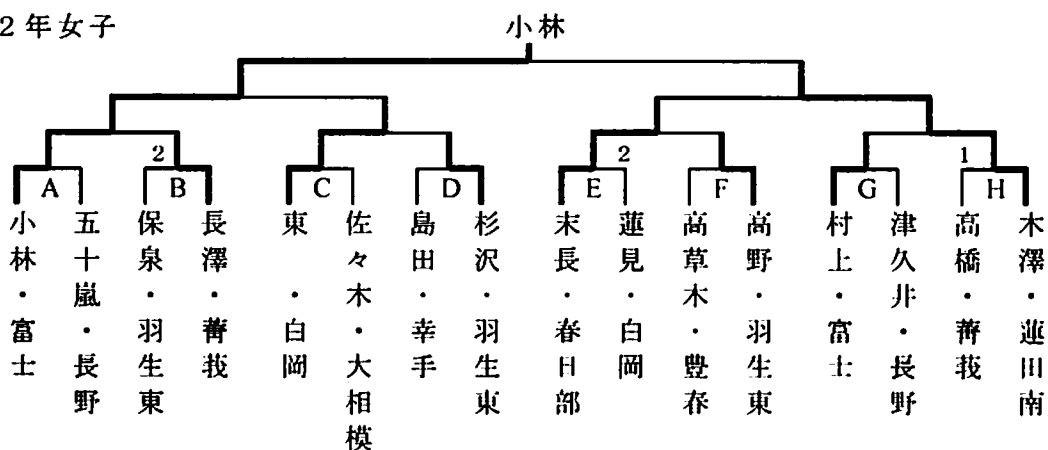 2年女子
小林
2
2
1
A
B
C
D
E
F
G
H
小林・富士
五十嵐・長野
保泉・羽生東
長澤・菁莪
東・白岡
佐々木・大相模
島田・幸手
杉沢・羽生東
末長・春日部
蓮見・白岡
高草木・豊春
高野・羽生東
村上・富士
津久井・長野
高橋・菁莪
木澤・蓮田南